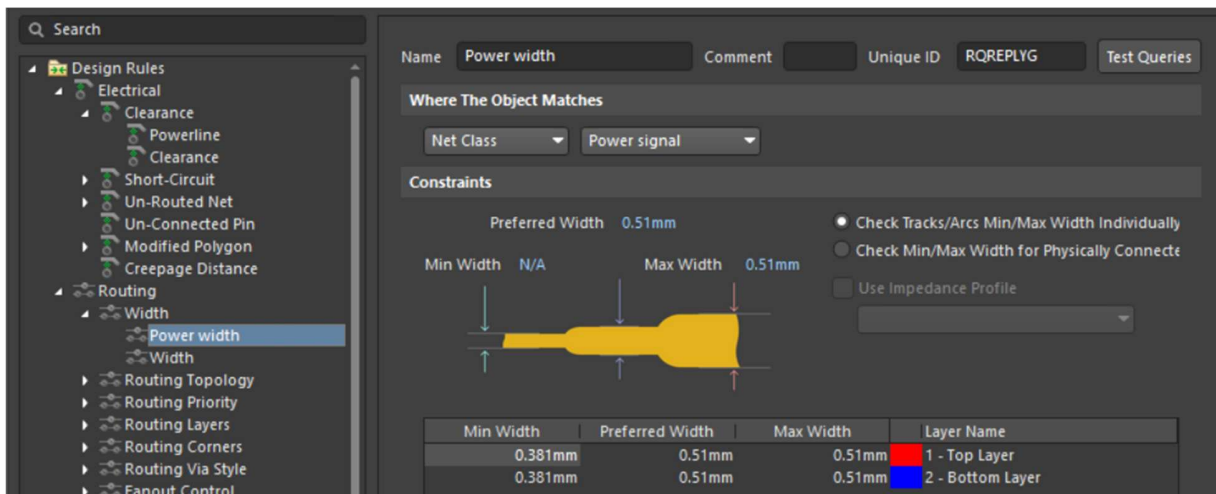 Search
Design Rules
Electrical
Clearance
Powerline
Clearance
Short-Circuit
Un-Routed Net
Un-Connected Pin
Modified Polygon
Creepage Distance
Routing
Width
Power width
Width
Routing Topology
Routing Priority
Routing Layers
Routing Corners
Routing Via Style
Fanout Control
Name Power width Comment Unique ID RQREPLYG Test Queries
Where The Object Matches
Net Class Power signal
Constraints
Preferred Width 0.51mm
Min Width N/A Max Width 0.51mm
Check Tracks/Arcs Min/Max Width Individually
Check Min/Max Width for Physically Connecte
Use Impedance Profile
Min Width Preferred Width Max Width Layer Name
0.381mm 0.51mm 0.51mm 1 - Top Layer
0.381mm 0.51mm 0.51mm 2 - Bottom Layer